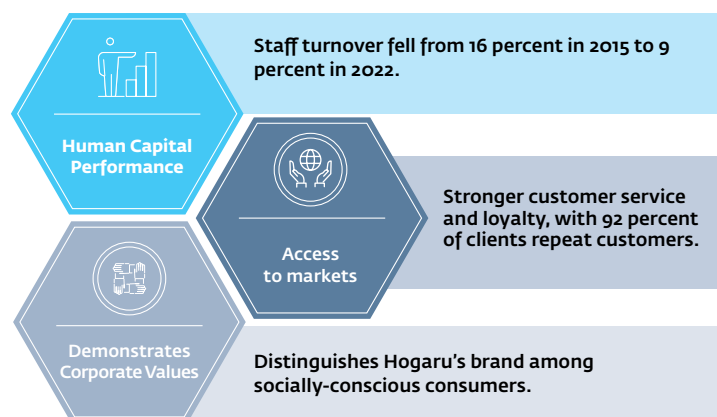 Staff turnover fell from 16 percent in 2015 to 9
percent in 2022.
Human Capital
Performance
Stronger customer service
and loyalty, with 92 percent
of clients repeat customers.
Access
to markets
Demonstrates
Corporate Values
Distinguishes Hogaru’s brand among
socially-conscious consumers.